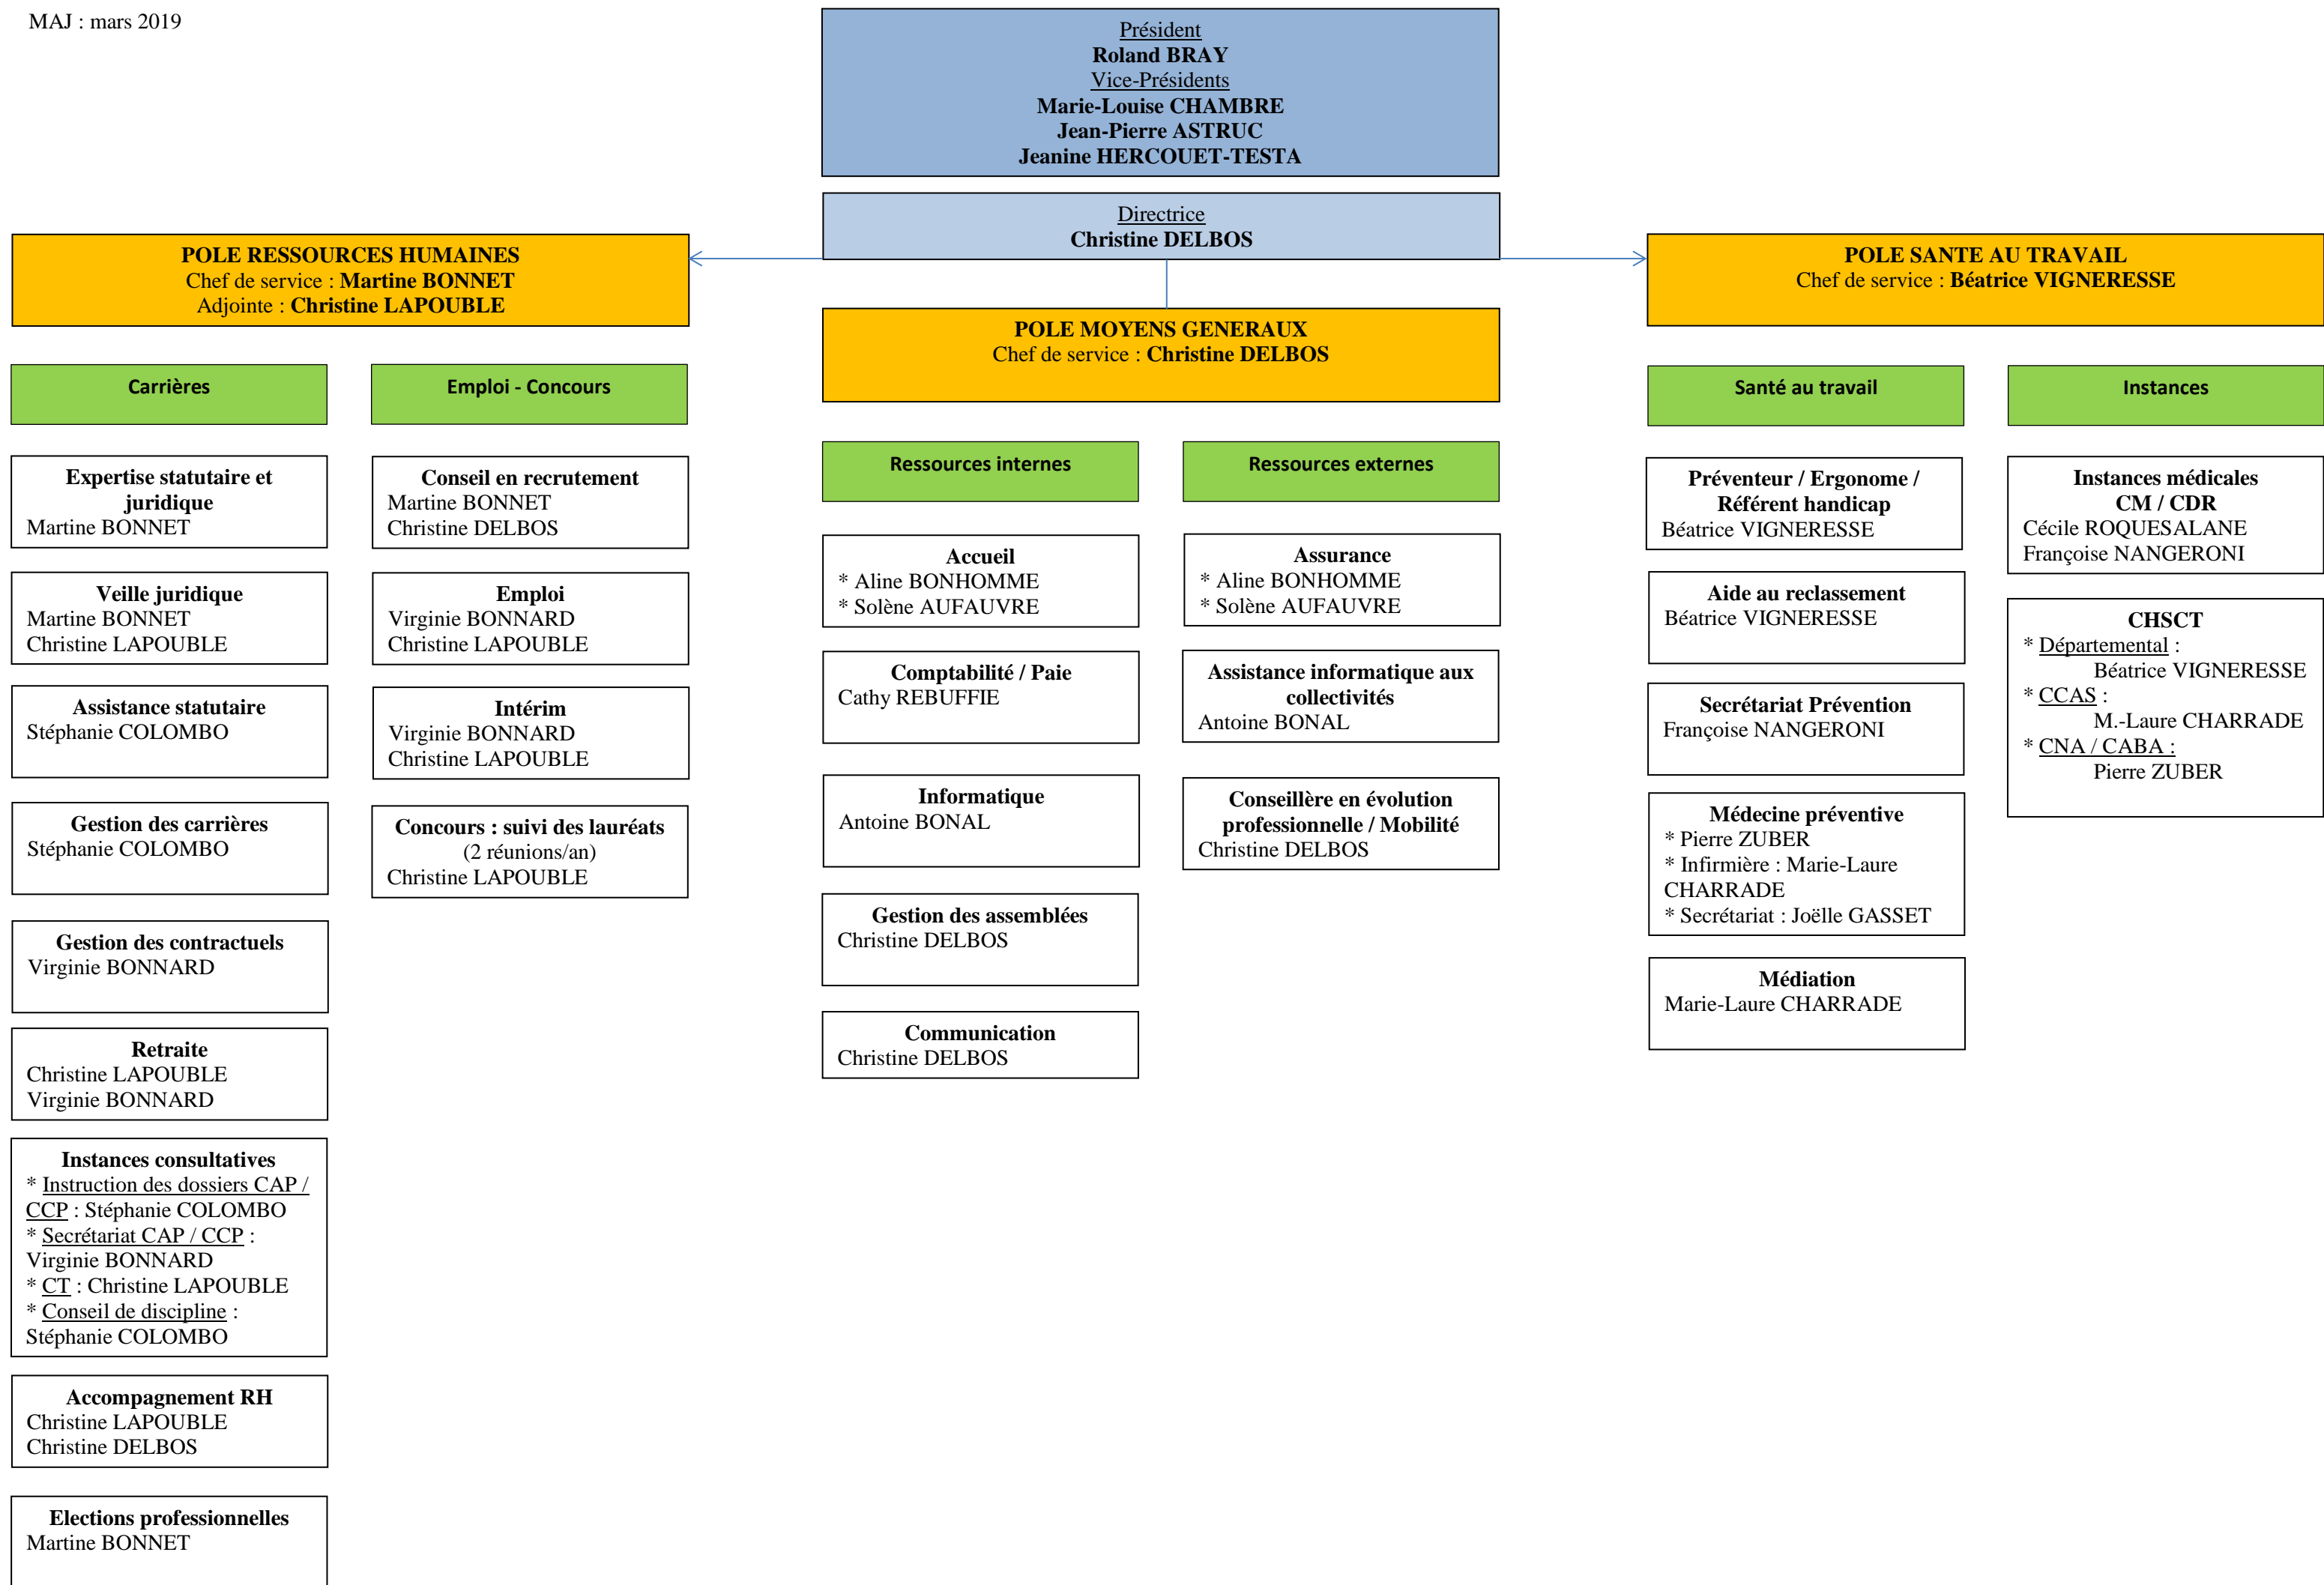 MAJ : mars 2019
Président
Roland BRAY
Vice-Présidents
Marie-Louise CHAMBRE
Jean-Pierre ASTRUC
Jeanine HERCOUET-TESTA
Directrice
Christine DELBOS
POLE RESSOURCES HUMAINES
Chef de service : Martine BONNET
Adjointe : Christine LAPOUBLE
POLE MOYENS GENERAUX
Chef de service : Christine DELBOS
POLE SANTE AU TRAVAIL
Chef de service : Béatrice VIGNERESSE
Carrières
Expertise statutaire et
juridique
Martine BONNET
Veille juridique
Martine BONNET
Christine LAPOUBLE
Assistance statutaire
Stéphanie COLOMBO
Gestion des carrières
Stéphanie COLOMBO
Gestion des contractuels
Virginie BONNARD
Retraite
Christine LAPOUBLE
Virginie BONNARD
Instances consultatives
* Instruction des dossiers CAP /
CCP : Stéphanie COLOMBO
* Secrétariat CAP / CCP :
Virginie BONNARD
* CT : Christine LAPOUBLE
* Conseil de discipline :
Stéphanie COLOMBO
Accompagnement RH
Christine LAPOUBLE
Christine DELBOS
Elections professionnelles
Martine BONNET
Emploi - Concours
Conseil en recrutement
Martine BONNET
Christine DELBOS
Emploi
Virginie BONNARD
Christine LAPOUBLE
Intérim
Virginie BONNARD
Christine LAPOUBLE
Concours : suivi des lauréats
(2 réunions/an)
Christine LAPOUBLE
Ressources internes
Accueil
* Aline BONHOMME
* Solène AUFAUVRE
Comptabilité / Paie
Cathy REBUFFIE
Informatique
Antoine BONAL
Gestion des assemblées
Christine DELBOS
Communication
Christine DELBOS
Ressources externes
Assurance
* Aline BONHOMME
* Solène AUFAUVRE
Assistance informatique aux
collectivités
Antoine BONAL
Conseillère en évolution
professionnelle / Mobilité
Christine DELBOS
Santé au travail
Préventeur / Ergonome /
Référent handicap
Béatrice VIGNERESSE
Aide au reclassement
Béatrice VIGNERESSE
Secrétariat Prévention
Françoise NANGERONI
Médecine préventive
* Pierre ZUBER
* Infirmière : Marie-Laure
CHARRADE
* Secrétariat : Joëlle GASSET
Médiation
Marie-Laure CHARRADE
Instances
Instances médicales
CM / CDR
Cécile ROQUESALANE
Françoise NANGERONI
CHSCT
* Départemental :
Béatrice VIGNERESSE
* CCAS :
M.-Laure CHARRADE
* CNA / CABA :
Pierre ZUBER